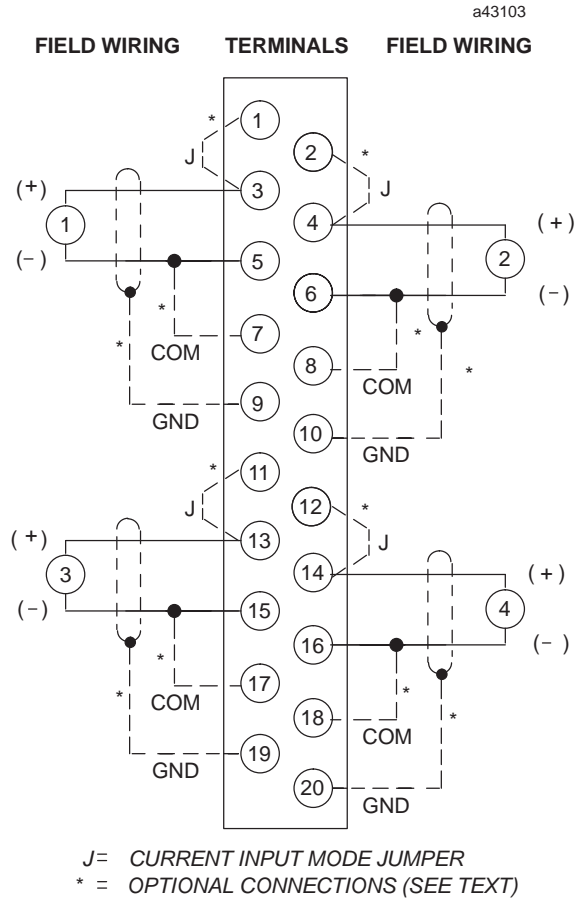 a43103
FIELD WIRING TERMINALS FIELD WIRING
* 1
J
2 *
J
(+) 3
1
4 (+)
2
(-) 5
6 (-)
* 7
COM
* 8
COM
* 9
GND
* 10
GND
* 11
J
12 *
J
(+) 13
3
14 (+)
4
(-) 15
16 (-)
* 17
COM
18 *
COM
* 19
GND
20 *
GND
J= CURRENT INPUT MODE JUMPER
* = OPTIONAL CONNECTIONS (SEE TEXT)